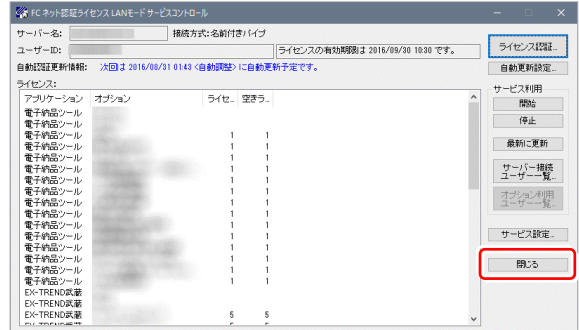 FC ネット認証ライセンス LANモード サービスコントロール
サーバー名:
接続方式:名前付きパイプ
ユーザーID:
ライセンスの有効期限は 2016/09/30 10:30 です。
ライセンス認証...
自動認証更新情報: 次回は 2016/08/31 01:43 <自動調整> に自動更新予定です。
自動更新設定...
ライセンス:
サービス利用
アプリケーション オプション ライセ... 空きラ...
開始
電子納品ツール
停止
電子納品ツール
電子納品ツール 1 1
最新に更新
電子納品ツール 1 1
電子納品ツール 1 1
サーバー接続
ユーザー一覧...
電子納品ツール 1 1
電子納品ツール 1 1
オプション利用
ユーザー一覧...
電子納品ツール 1 1
電子納品ツール 1 1
電子納品ツール 1 1
電子納品ツール 1 1
サービス設定...
電子納品ツール 1 1
電子納品ツール 1 1
電子納品ツール 1 1
閉じる
電子納品ツール 1 1
電子納品ツール 1 1
EX-TREND武蔵
EX-TREND武蔵
EX-TREND武蔵 5 5